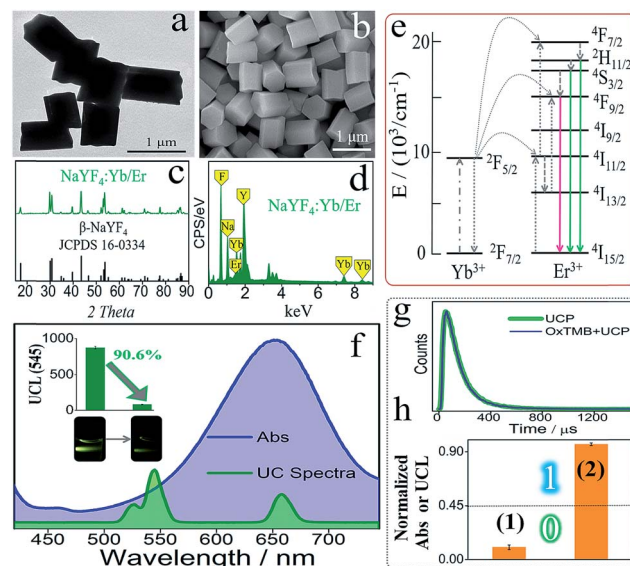 a
1 μm
b
1 μm
c
NaYF4:Yb/Er
β-NaYF4
JCPDS 16-0334
10 20 30 40 50 60 70 80 90
2 Theta
d
NaYF4:Yb/Er
CPS/eV
F
Y
Na
Yb
Er
Yb
Yb
0 2 4 6 8
keV
e
E / (10³/cm⁻¹)
20
10
0
²F5/2
²F7/2
Yb³⁺
⁴F7/2
²H11/2
⁴S3/2
⁴F9/2
⁴I9/2
⁴I11/2
⁴I13/2
⁴I15/2
Er³⁺
f
UCL (545)
1000
500
0
90.6%
Abs
UC Spectra
450 500 550 600 650 700
Wavelength / nm
g
UCP
OxTMB+UCP
Counts
0 400 800 1200
Time / μs
h
Normalized
Abs or UCL
0.90
0.45
0.00
(1)
1
0
(2)